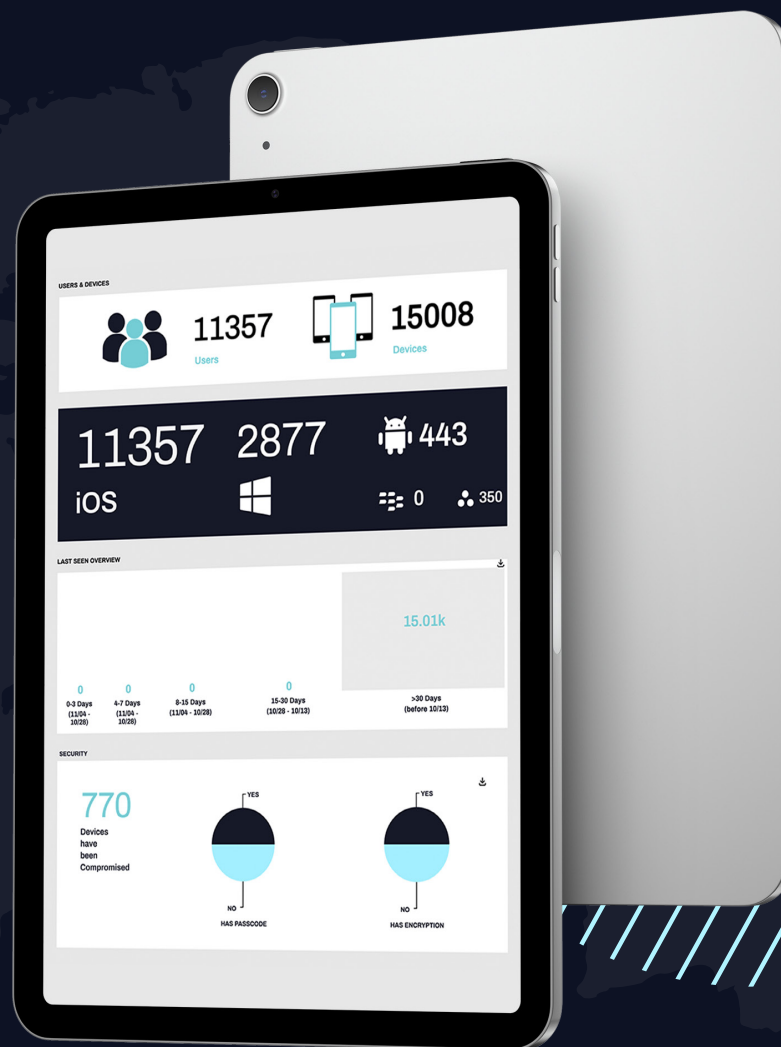 USERS & DEVICES
11357
Users
15008
Devices
11357
iOS
2877
443
0
350
LAST SEEN OVERVIEW
15.01k
0
0-3 Days
(11/04 -
10/28)
0
4-7 Days
(11/04 -
10/28)
0
8-15 Days
(11/04 - 10/28)
0
15-30 Days
(10/28 - 10/13)
>30 Days
(before 10/13)
SECURITY
770
Devices
have
been
Compromised
YES
NO
HAS PASSCODE
YES
NO
HAS ENCRYPTION